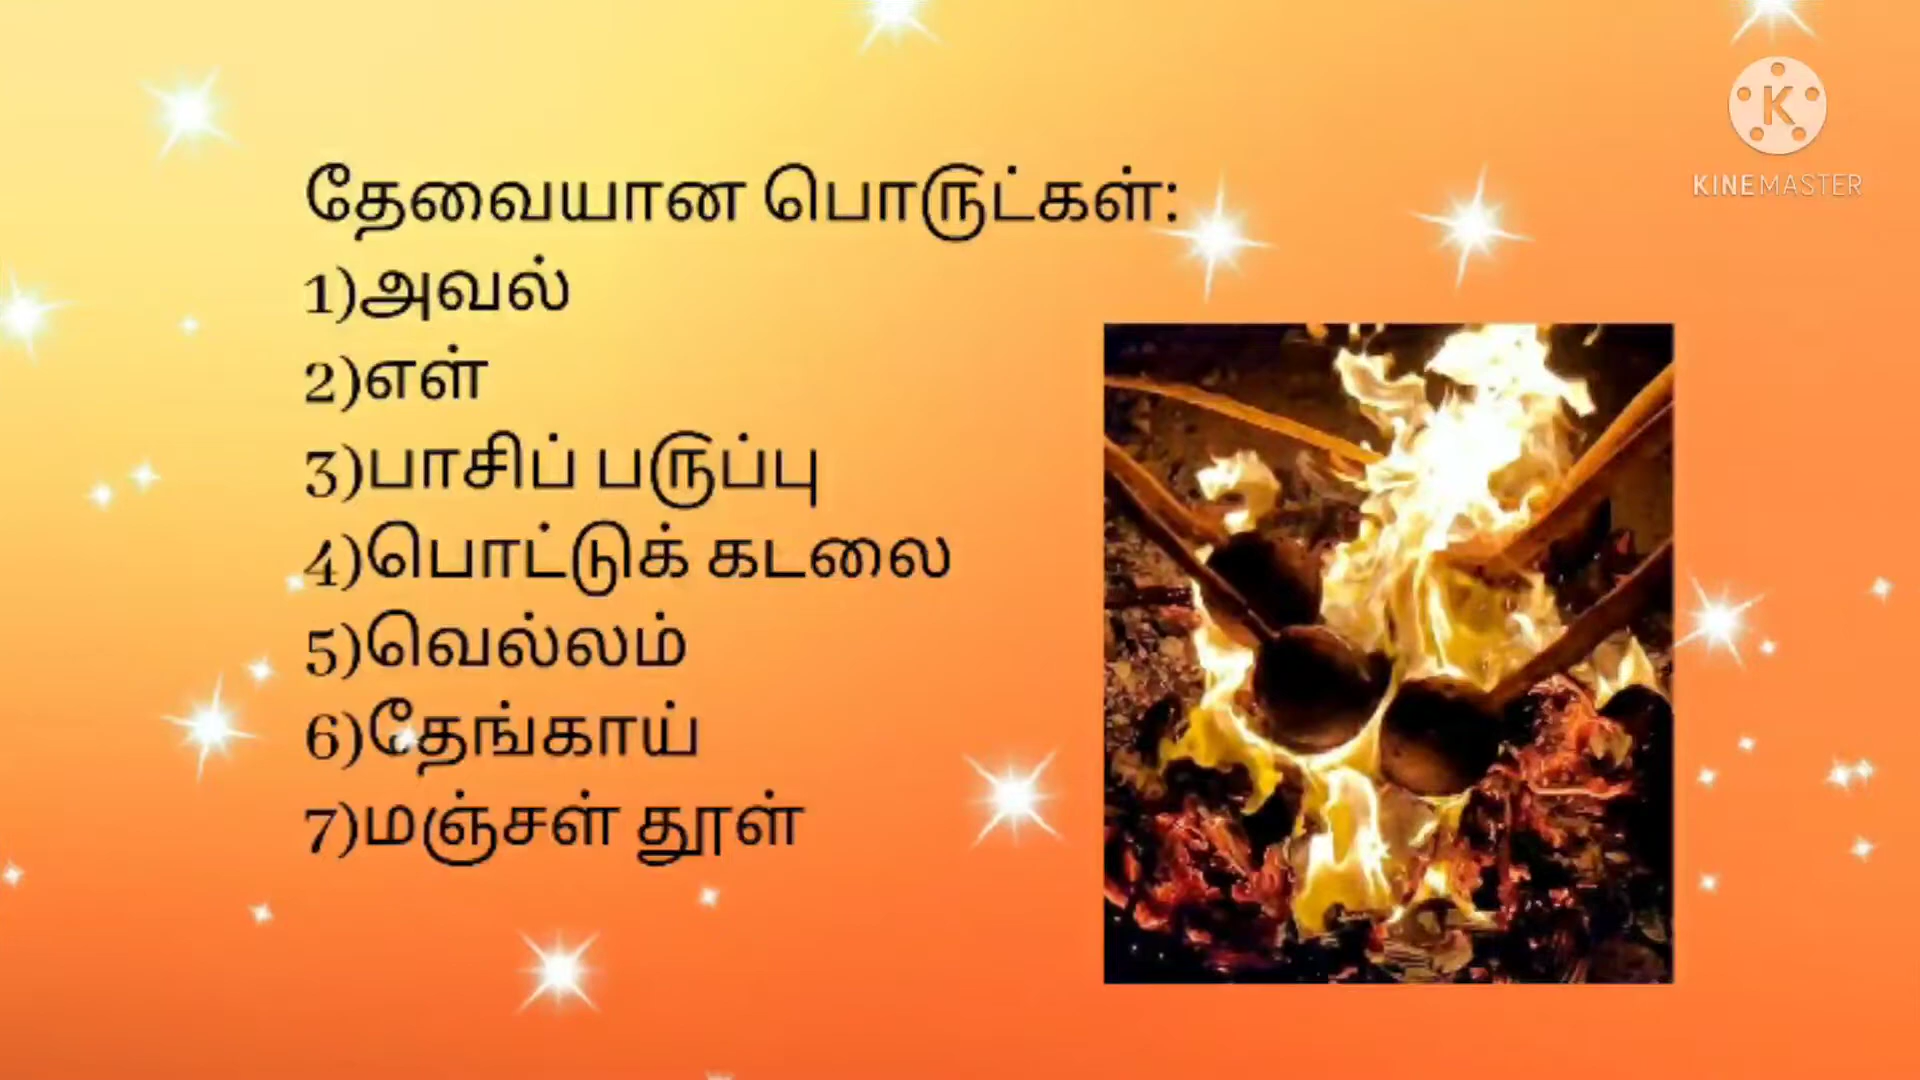 தேவையான பொருட்கள்:
1)அவல்
2)எள்
3)பாசிப் பருப்பு
4)பொட்டுக் கடலை
5)வெல்லம்
6)தேங்காய்
7)மஞ்சள் தூள்
K
KINEMASTER